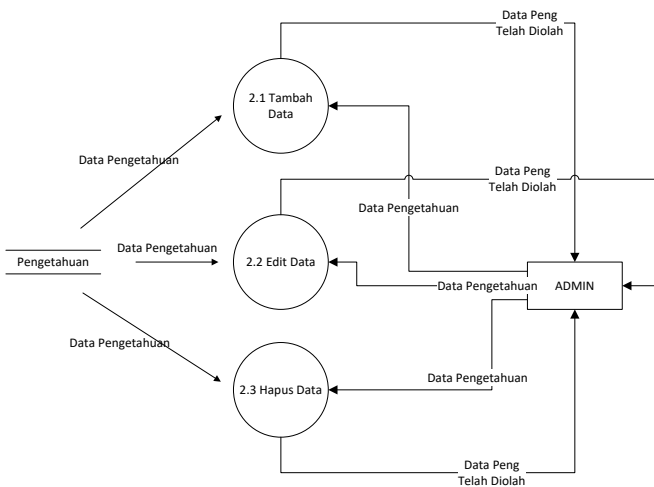 Data Peng
Telah Diolah
2.1 Tambah
Data
Data Pengetahuan
Data Peng
Telah Diolah
Data Pengetahuan
Data Pengetahuan
Pengetahuan
2.2 Edit Data
Data Pengetahuan
ADMIN
Data Pengetahuan
Data Pengetahuan
2.3 Hapus Data
Data Peng
Telah Diolah